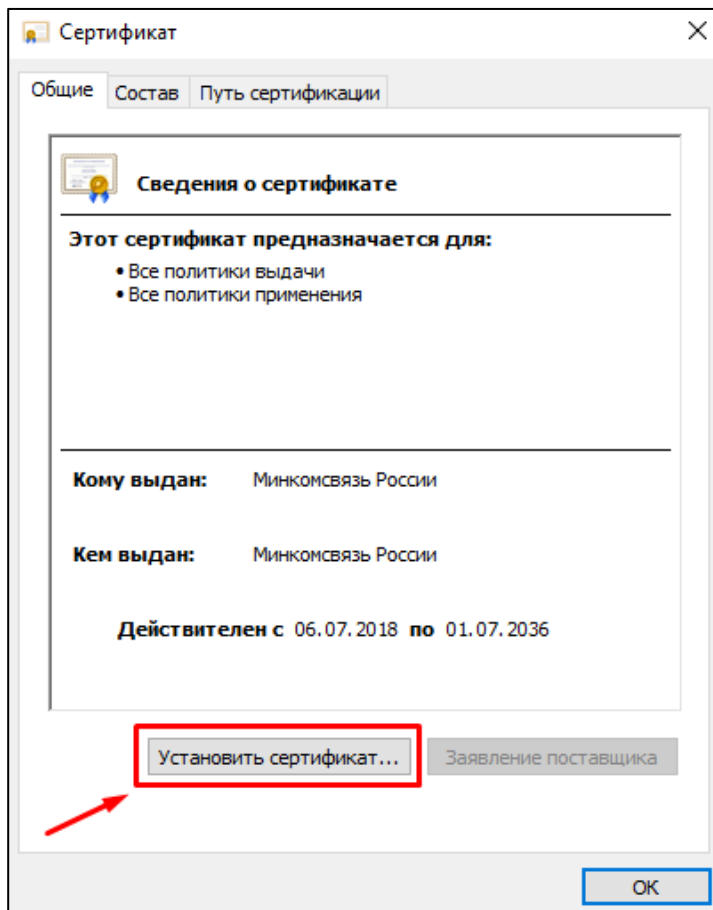 Сертификат
Общие Состав Путь сертификации
Сведения о сертификате
Этот сертификат предназначается для:
• Все политики выдачи
• Все политики применения
Кому выдан: Минкомсвязь России
Кем выдан: Минкомсвязь России
Действителен с 06.07.2018 по 01.07.2036
Установить сертификат... Заявление поставщика
ОК